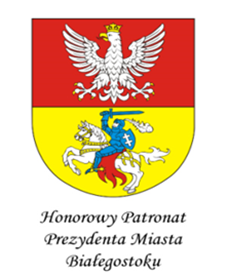 Honorowy Patronat
Prezydenta Miasta
Białegostoku